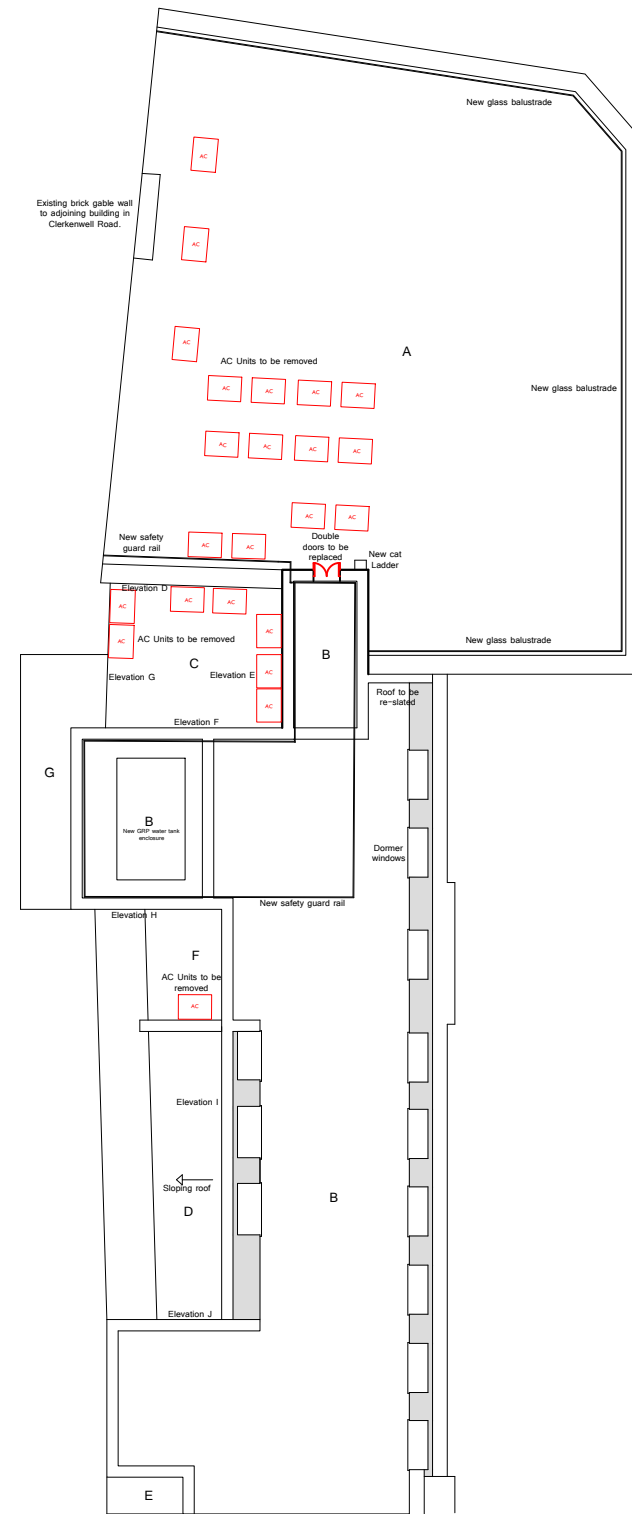 New glass balustrade
AC
Existing brick gable wall
to adjoining building in
Clerkenwell Road.
AC
AC
A
AC Units to be removed
AC
AC
AC
AC
New glass balustrade
AC
AC
AC
AC
AC
AC
New safety
guard rail
AC
AC
Double
doors to be
replaced
New cat
Ladder
Elevation D
AC
AC
AC
AC
AC Units to be removed
AC
New glass balustrade
B
C
Elevation G
Elevation E
AC
Roof to be
re-slated
AC
Elevation F
G
B
New GRP water tank
enclosure
Dormer
windows
New safety guard rail
Elevation H
F
AC Units to be
removed
AC
Elevation I
Sloping roof
B
D
Elevation J
E